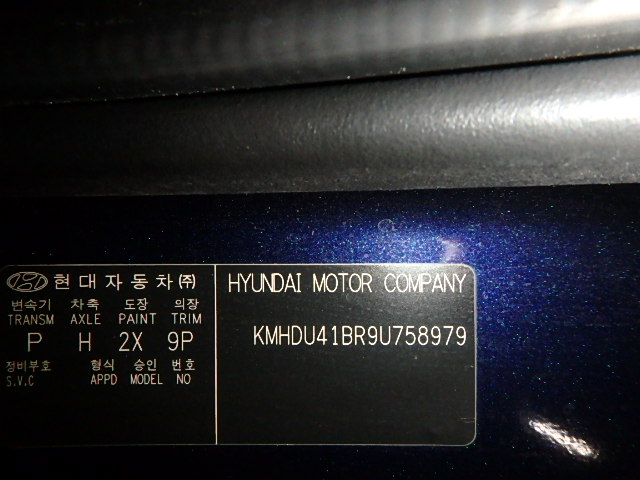 현대자동차㈜
변속기 차축 도장 의장
TRANSM AXLE PAINT TRIM
P H 2X 9P
정비부호 형식 승인 번호
S.V.C APPD MODEL NO
HYUNDAI MOTOR COMPANY
KMHDU41BR9U758979